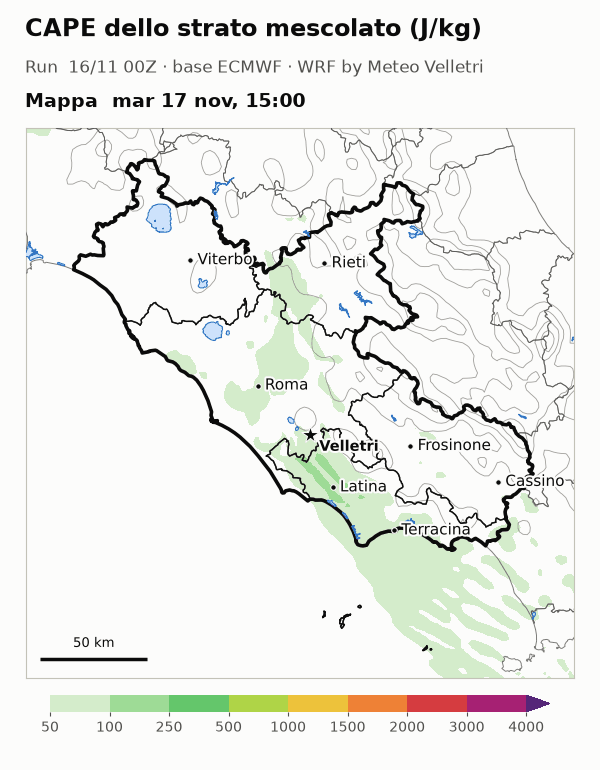 CAPE dello strato mescolato (J/kg)
Run 16/11 00Z · base ECMWF · WRF by Meteo Velletri
Mappa mar 17 nov, 15:00
Viterbo
Rieti
Roma
Velletri
Frosinone
Latina
Cassino
Terracina
50 km
50 100 250 500 1000 1500 2000 3000 4000